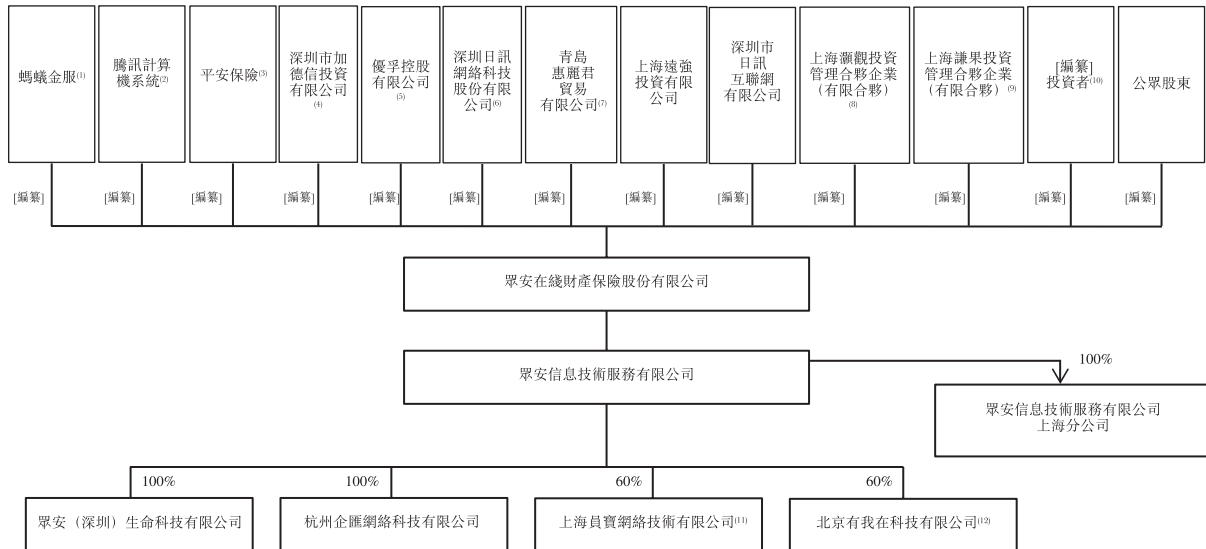 螞蟻金服(1)
騰訊計算
機系統(2)
平安保險(3)
深圳市加
德信投資
有限公司
(4)
優孚控股
有限公司
(5)
深圳日訊
網絡科技
股份有限
公司(6)
青島
惠麗君
貿易
有限公司(7)
上海遠強
投資有限
公司
深圳市
日訊
互聯網
有限公司
上海灝觀投資
管理合夥企業
（有限合夥）
(8)
上海謙果投資
管理合夥企業
（有限合夥）(9)
[編纂]
投資者(10)
公眾股東
[編纂]
[編纂]
[編纂]
[編纂]
[編纂]
[編纂]
[編纂]
[編纂]
[編纂]
[編纂]
[編纂]
[編纂]
[編纂]
眾安在綫財產保險股份有限公司
眾安信息技術服務有限公司
100%
眾安信息技術服務有限公司
上海分公司
100%
100%
60%
60%
眾安（深圳）生命科技有限公司
杭州企匯網絡科技有限公司
上海員寶網絡技術有限公司(11)
北京有我在科技有限公司(12)